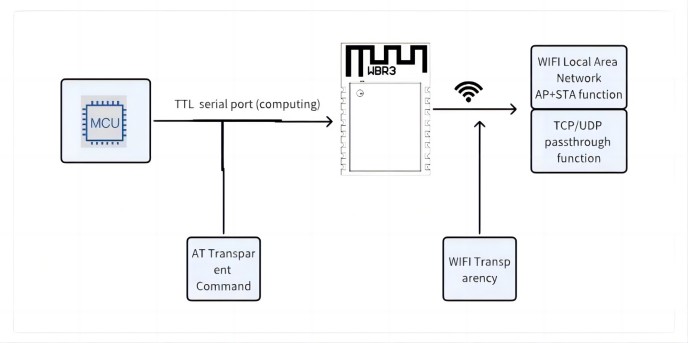 MCU
TTL serial port (computing)
WBR3
WIFI Local Area
Network
AP+STA function
TCP/UDP
passthrough
function
AT Transpar
ent
Command
WIFI Transp
arency